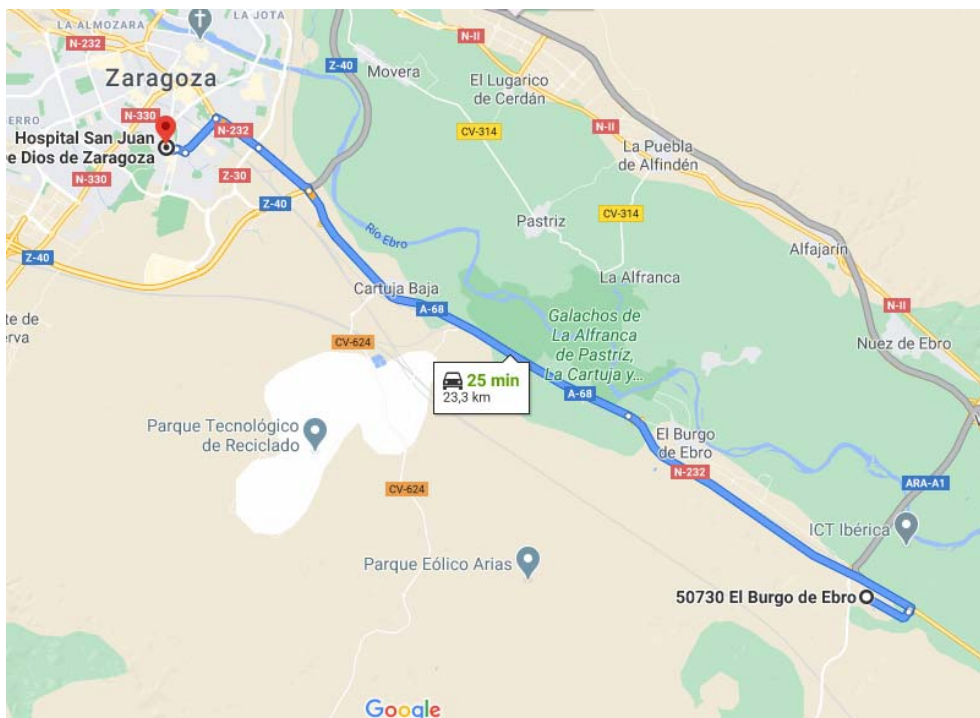 LA ALMOZARA
LA JOTA
N-232
Zaragoza
Z-40
Movera
N-II
El Lugarico
de Cerdán
N-330
N-232
Hospital San Juan
e Dios de Zaragoza
N-330
Z-30
Z-40
CV-314
N-II
La Puebla
de Alfindén
Z-40
Río Ebro
Pastriz
CV-314
Alfajarín
La Alfranca
Cartuja Baja
A-68
Galachos de
La Alfranca
de Pastriz,
La Cartuja y...
N-II
Nuez de Ebro
te de
erva
CV-624
25 min
23,3 km
A-68
Parque Tecnológico
de Reciclado
El Burgo
de Ebro
N-232
CV-624
ARA-A1
ICT Ibérica
Parque Eólico Arias
50730 El Burgo de Ebro
Google